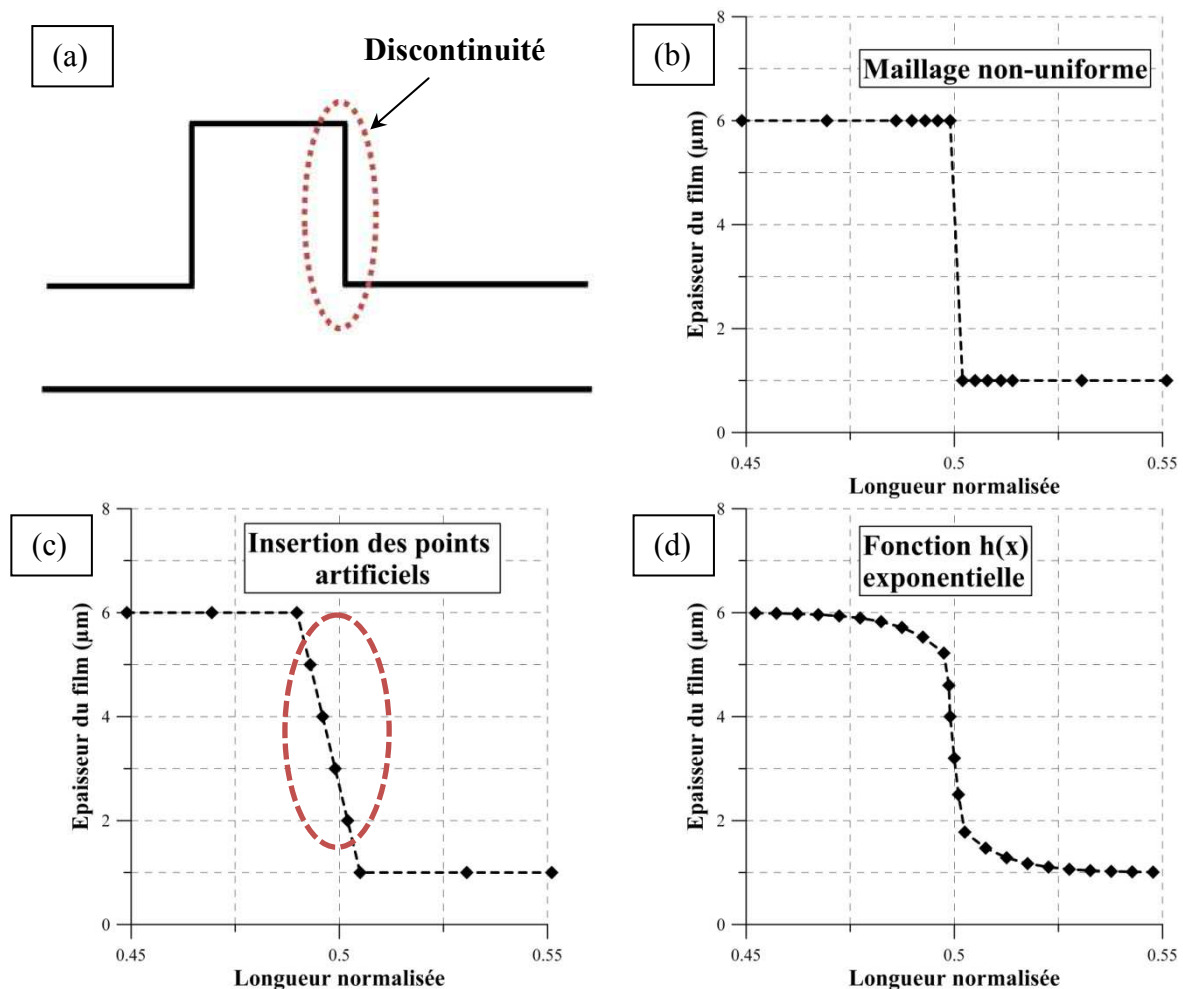 (a)
Discontinuité
(b)
Maillage non-uniforme
Epaisseur du film (µm)
8
6
4
2
0
0.45
0.5
0.55
Longueur normalisée
(c)
Insertion des points
artificiels
Epaisseur du film (µm)
8
6
4
2
0
0.45
0.5
0.55
Longueur normalisée
(d)
Fonction h(x)
exponentielle
Epaisseur du film (µm)
8
6
4
2
0
0.45
0.5
0.55
Longueur normalisée